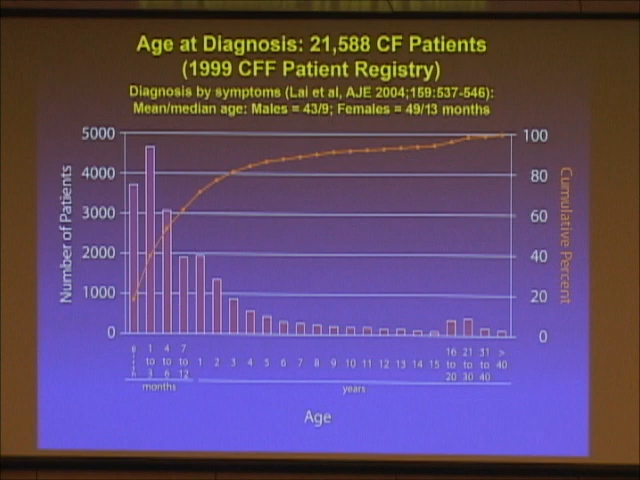 Age at Diagnosis: 21,588 CF Patients
(1999 CFF Patient Registry)
Diagnosis by symptoms (Lai et al, AJE 2004;159:537-546):
Mean/median age: Males = 43/9; Females = 49/13 months
5000
4000
3000
2000
1000
0
Number of Patients
100
80
60
40
20
0
Cumulative Percent
1 to 3
4 to 6
7 to 12
1 2 3 4 5 6 7 8 9 10 11 12 13 14 15
16 to 20
21 to 30
31 to 40
> 40
months
years
Age